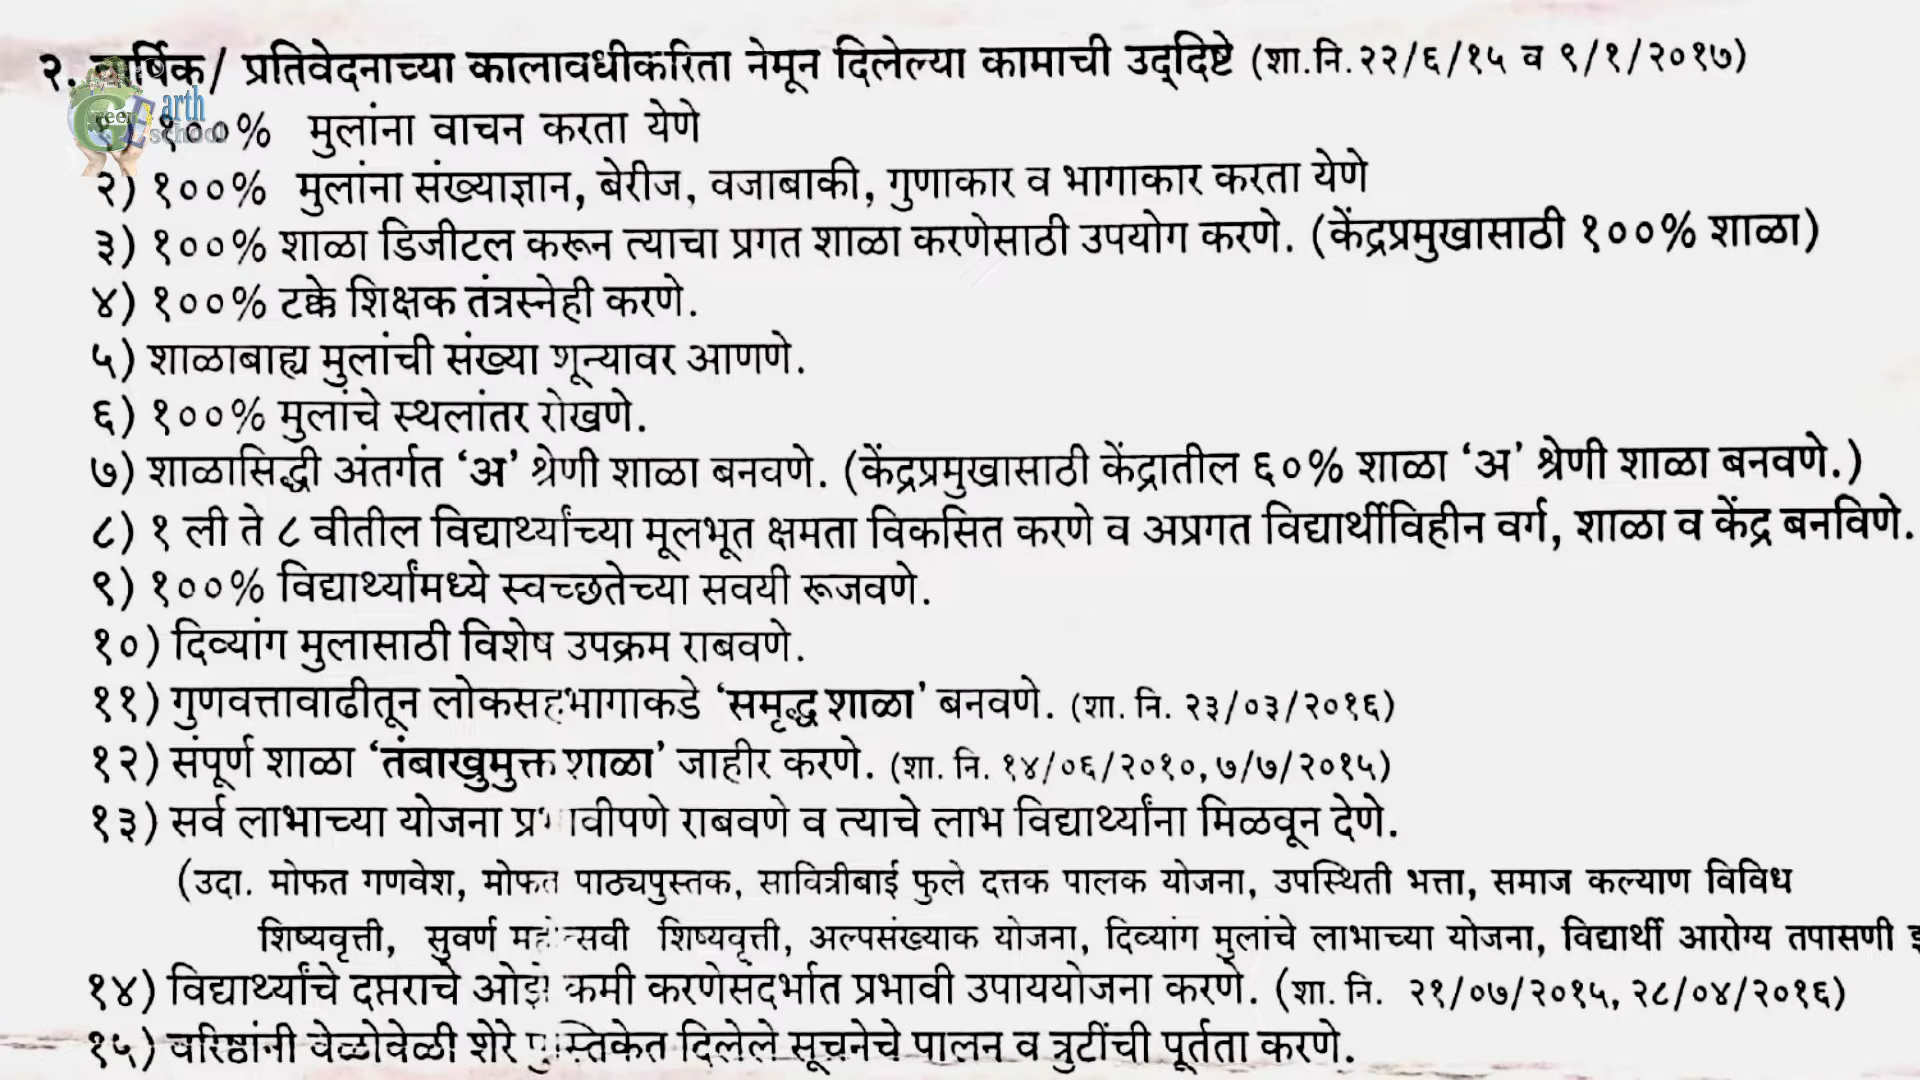 २. वार्षिक/ प्रतिवेदनाच्या कालावधीकरिता नेमून दिलेल्या कामाची उद्दिष्टे (शा.नि.२२/६/१५ व ९/१/२०१७)
Green Earth school
१) १००% मुलांना वाचन करता येणे
२) १००% मुलांना संख्याज्ञान, बेरीज, वजाबाकी, गुणाकार व भागाकार करता येणे
३) १००% शाळा डिजीटल करून त्याचा प्रगत शाळा करणेसाठी उपयोग करणे. (केंद्रप्रमुखासाठी १००% शाळा)
४) १००% टक्के शिक्षक तंत्रस्नेही करणे.
५) शाळाबाह्य मुलांची संख्या शून्यावर आणणे.
६) १००% मुलांचे स्थलांतर रोखणे.
७) शाळासिद्धी अंतर्गत ‘अ’ श्रेणी शाळा बनवणे. (केंद्रप्रमुखासाठी केंद्रातील ६०% शाळा ‘अ’ श्रेणी शाळा बनवणे.)
८) १ ली ते ८ वीतील विद्यार्थ्यांच्या मूलभूत क्षमता विकसित करणे व अप्रगत विद्यार्थीविहीन वर्ग, शाळा व केंद्र बनविणे.
९) १००% विद्यार्थ्यांमध्ये स्वच्छतेच्या सवयी रूजवणे.
१०) दिव्यांग मुलासाठी विशेष उपक्रम राबवणे.
११) गुणवत्तावाढीतून लोकसहभागाकडे ‘समृद्ध शाळा’ बनवणे. (शा. नि. २३/०३/२०१६)
१२) संपूर्ण शाळा ‘तंबाखुमुक्त शाळा’ जाहीर करणे. (शा. नि. १४/०६/२०१०, ७/७/२०१५)
१३) सर्व लाभाच्या योजना प्रभावीपणे राबवणे व त्याचे लाभ विद्यार्थ्यांना मिळवून देणे.
(उदा. मोफत गणवेश, मोफत पाठ्यपुस्तक, सावित्रीबाई फुले दत्तक पालक योजना, उपस्थिती भत्ता, समाज कल्याण विविध
शिष्यवृत्ती, सुवर्ण महोत्सवी शिष्यवृत्ती, अल्पसंख्याक योजना, दिव्यांग मुलांचे लाभाच्या योजना, विद्यार्थी आरोग्य तपासणी
१४) विद्यार्थ्यांचे दप्तराचे ओझे कमी करणेसंदर्भात प्रभावी उपाययोजना करणे. (शा. नि. २१/०७/२०१५, २८/०४/२०१६)
१५) वरिष्ठांनी वेळोवेळी शेरे पुस्तिकेत दिलेले सूचनेचे पालन व त्रुटींची पूर्तता करणे.